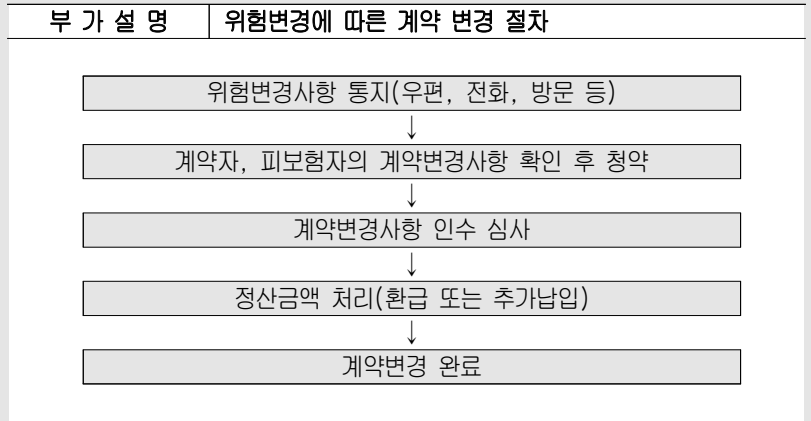 부 가 설 명 위험변경에 따른 계약 변경 절차
위험변경사항 통지(우편, 전화, 방문 등)
↓
계약자, 피보험자의 계약변경사항 확인 후 청약
↓
계약변경사항 인수 심사
↓
정산금액 처리(환급 또는 추가납입)
↓
계약변경 완료